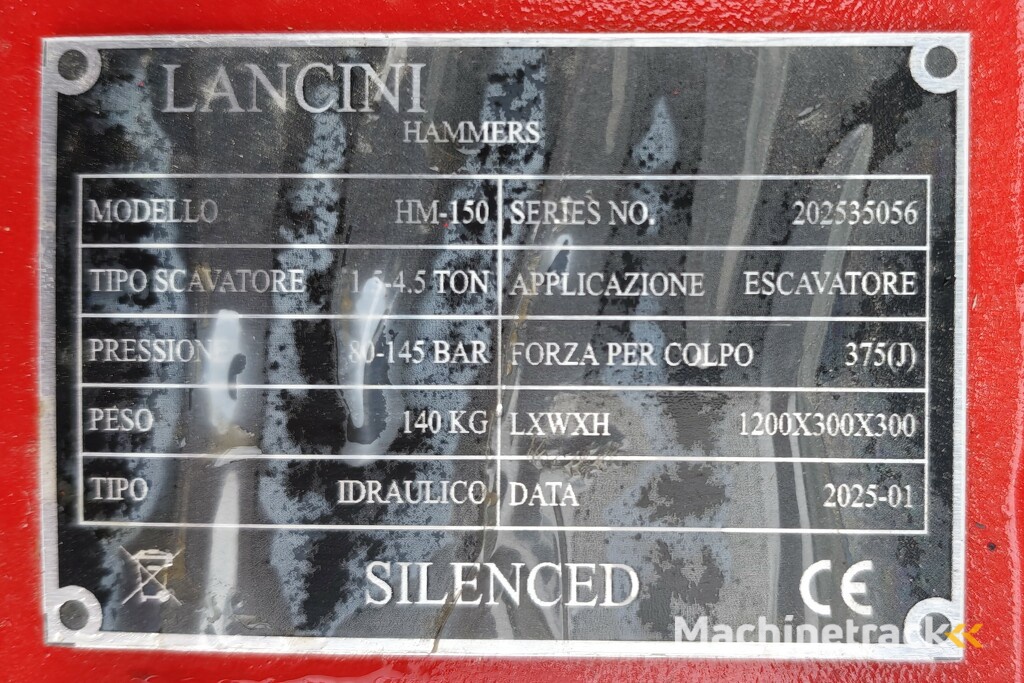 LANCINI
HAMMERS
MODELLO HM-150 SERIES NO. 202535056
TIPO SCAVATORE 1.5-4.5 TON APPLICAZIONE ESCAVATORE
PRESSIONE 80-145 BAR FORZA PER COLPO 375(J)
PESO 140 KG LXWXH 1200X300X300
TIPO IDRAULICO DATA 2025-01
SILENCED CE
Machinetrack